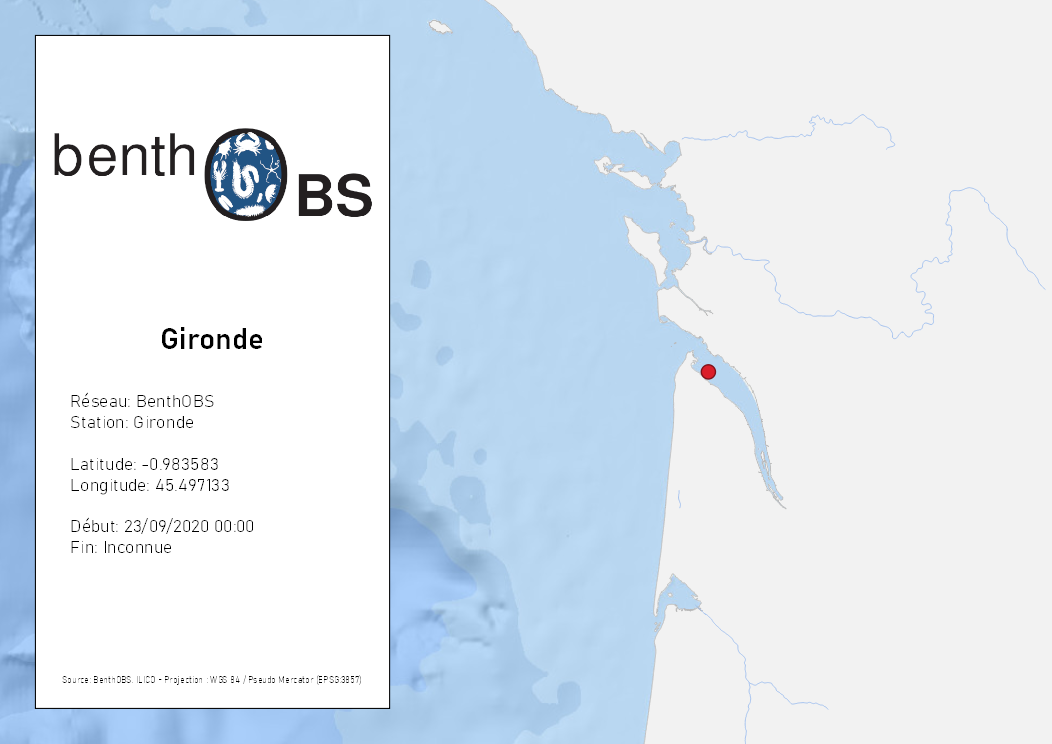 benthOBS
Gironde
Réseau: BenthOBS
Station: Gironde
Latitude: -0.983583
Longitude: 45.497133
Début: 23/09/2020 00:00
Fin: Inconnue
Source: BenthOBS, ILICO - Projection : WGS 84 / Pseudo Mercator (EPSG:3857)